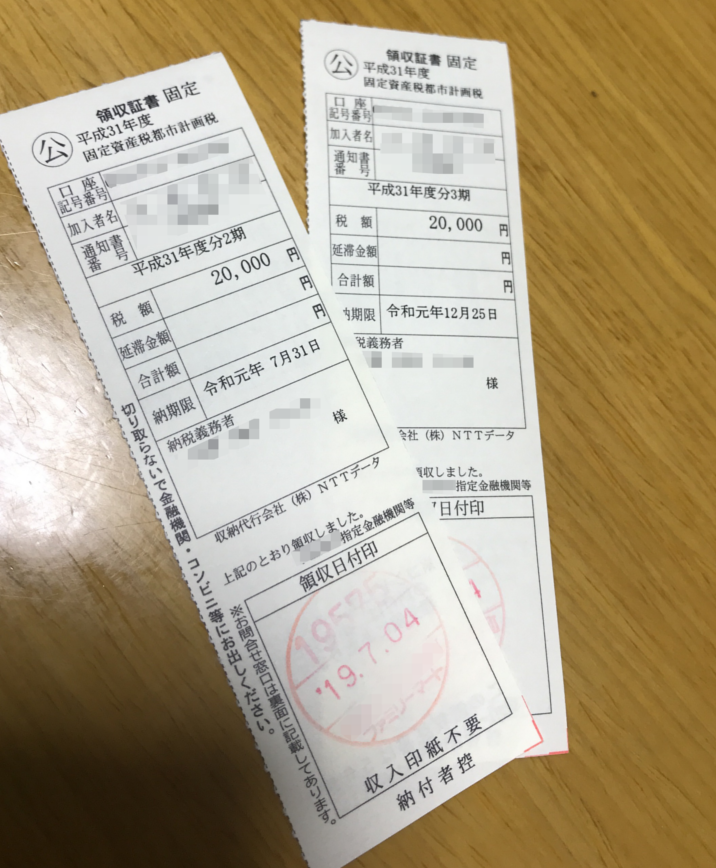 領収証書 固定
公
平成31年度
固定資産税都市計画税
口座
記号番号
加入者名
通知書
番号
平成31年度分2期
税額 20,000 円
延滞金額 円
合計額 円
納期限 令和元年 7月31日
納税義務者
様
収納代行会社(株)NTTデータ
上記のとおり領収しました。
指定金融機関等
領収日付印
'19.7.04
ファミリーマート
収入印紙不要
納付者控
切り取らないで金融機関・コンビニ等にお出しください。
※お問合せ窓口は裏面に記載してあります。
領収証書 固定
公
平成31年度
固定資産税都市計画税
口座
記号番号
加入者名
通知書
番号
平成31年度分3期
税額 20,000 円
延滞金額 円
合計額 円
期限 令和元年12月25日
税義務者
様
会社(株)NTTデータ
領収しました。
指定金融機関等
日付印
4